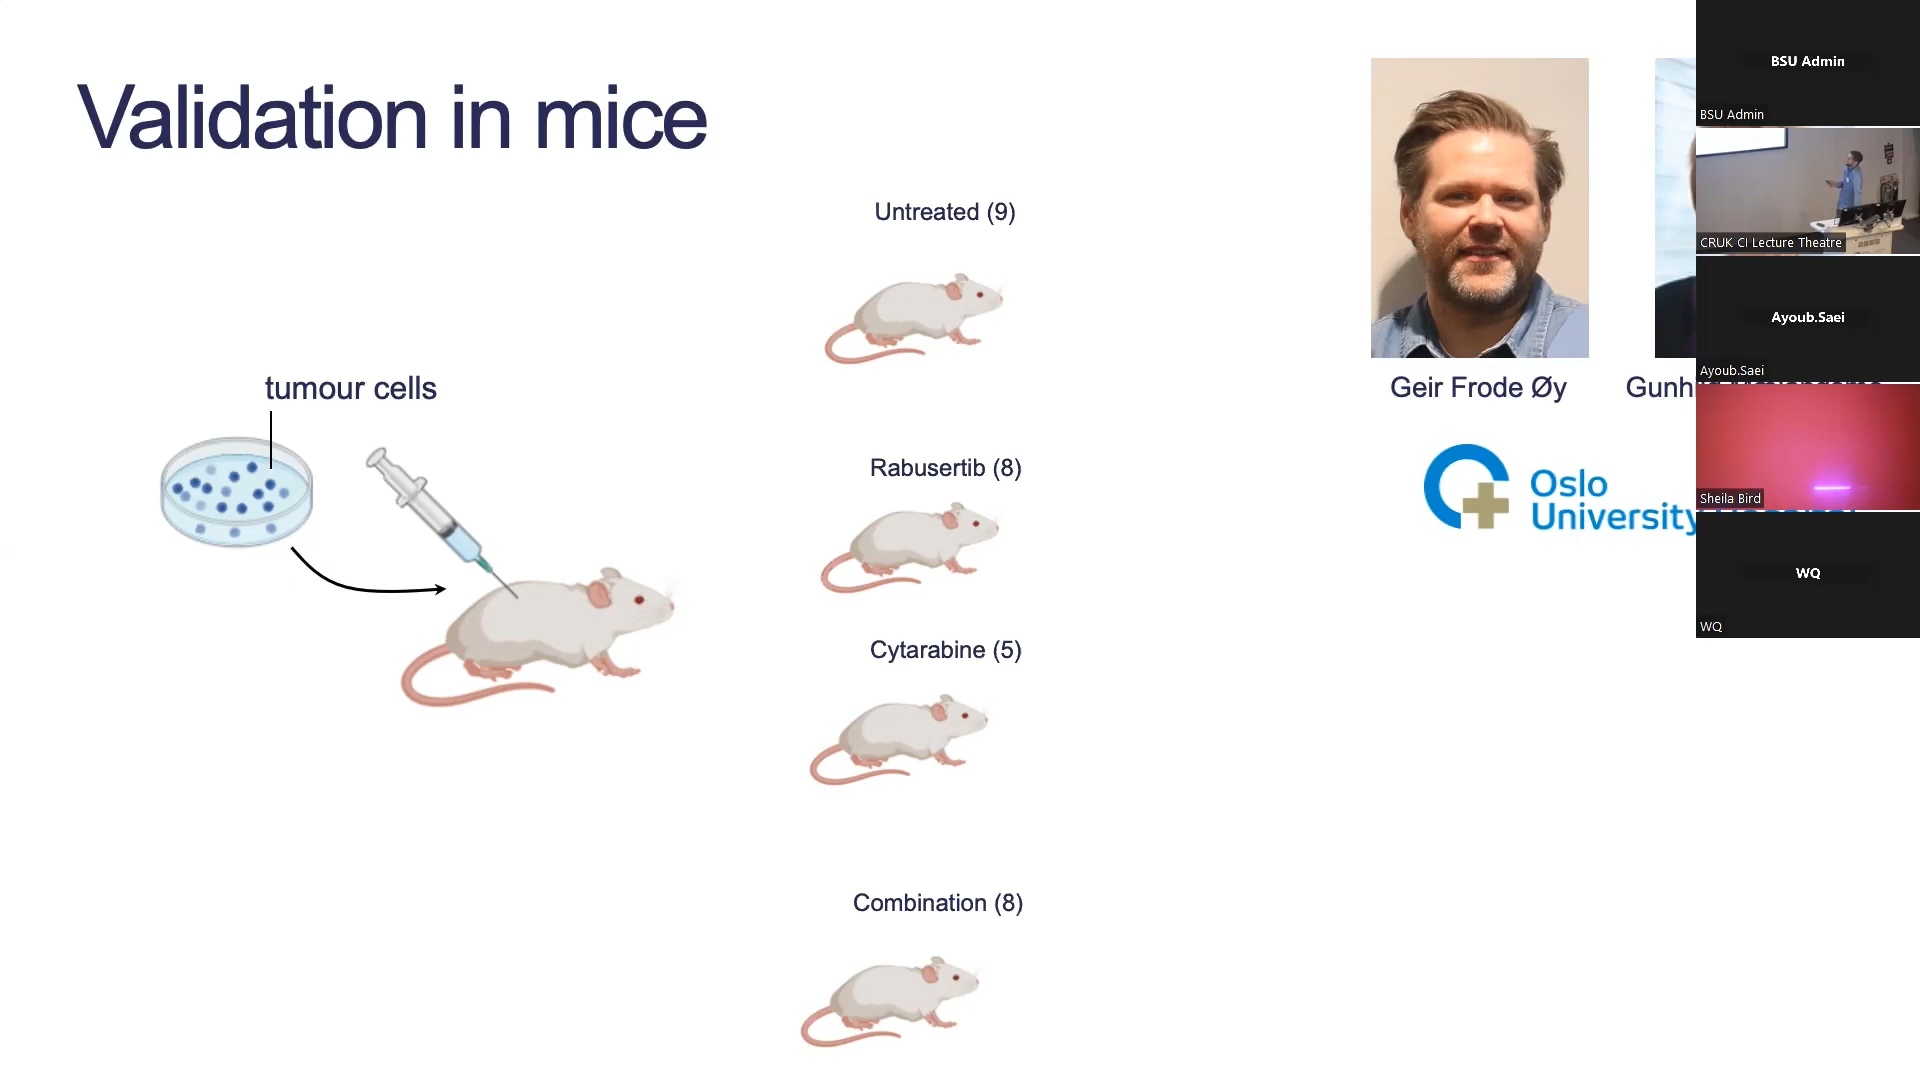 Validation in mice
Untreated (9)
tumour cells
Rabusertib (8)
Cytarabine (5)
Combination (8)
Geir Frode Øy
Oslo
University
BSU Admin
BSU Admin
CRUK CI Lecture Theatre
Ayoub.Saei
Ayoub.Saei
Sheila Bird
WQ
WQ